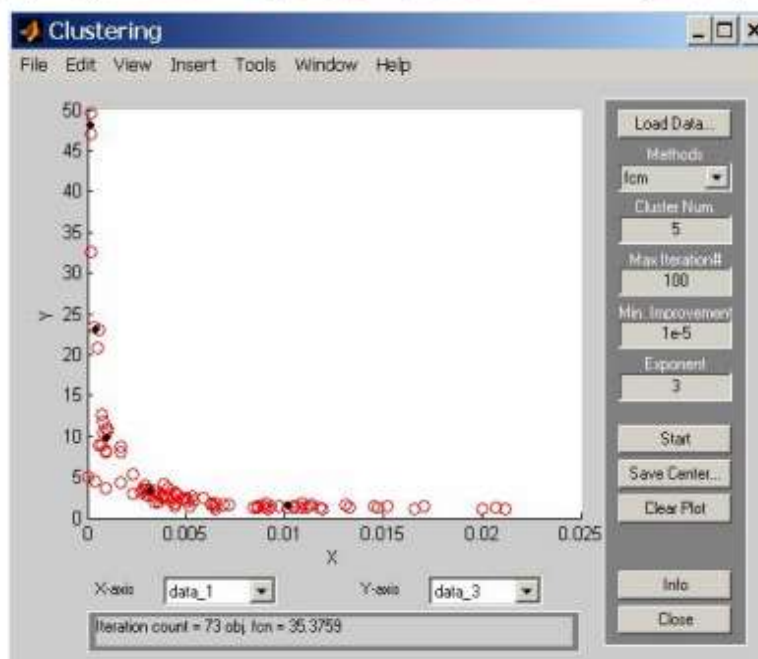 Clustering
File Edit View Insert Tools Window Help
50
45
40
35
30
25
20
15
10
5
0
Y
0 0.005 0.01 0.015 0.02 0.025
X
X-axis data_1 Y-axis data_3
Iteration count = 73 obj. fcn = 35.3759
Load Data...
Methods
fcm
Cluster Num
5
Max Iteration#
100
Min. Improvement
1e-5
Exponent
3
Start
Save Center...
Clear Plot
Info
Close